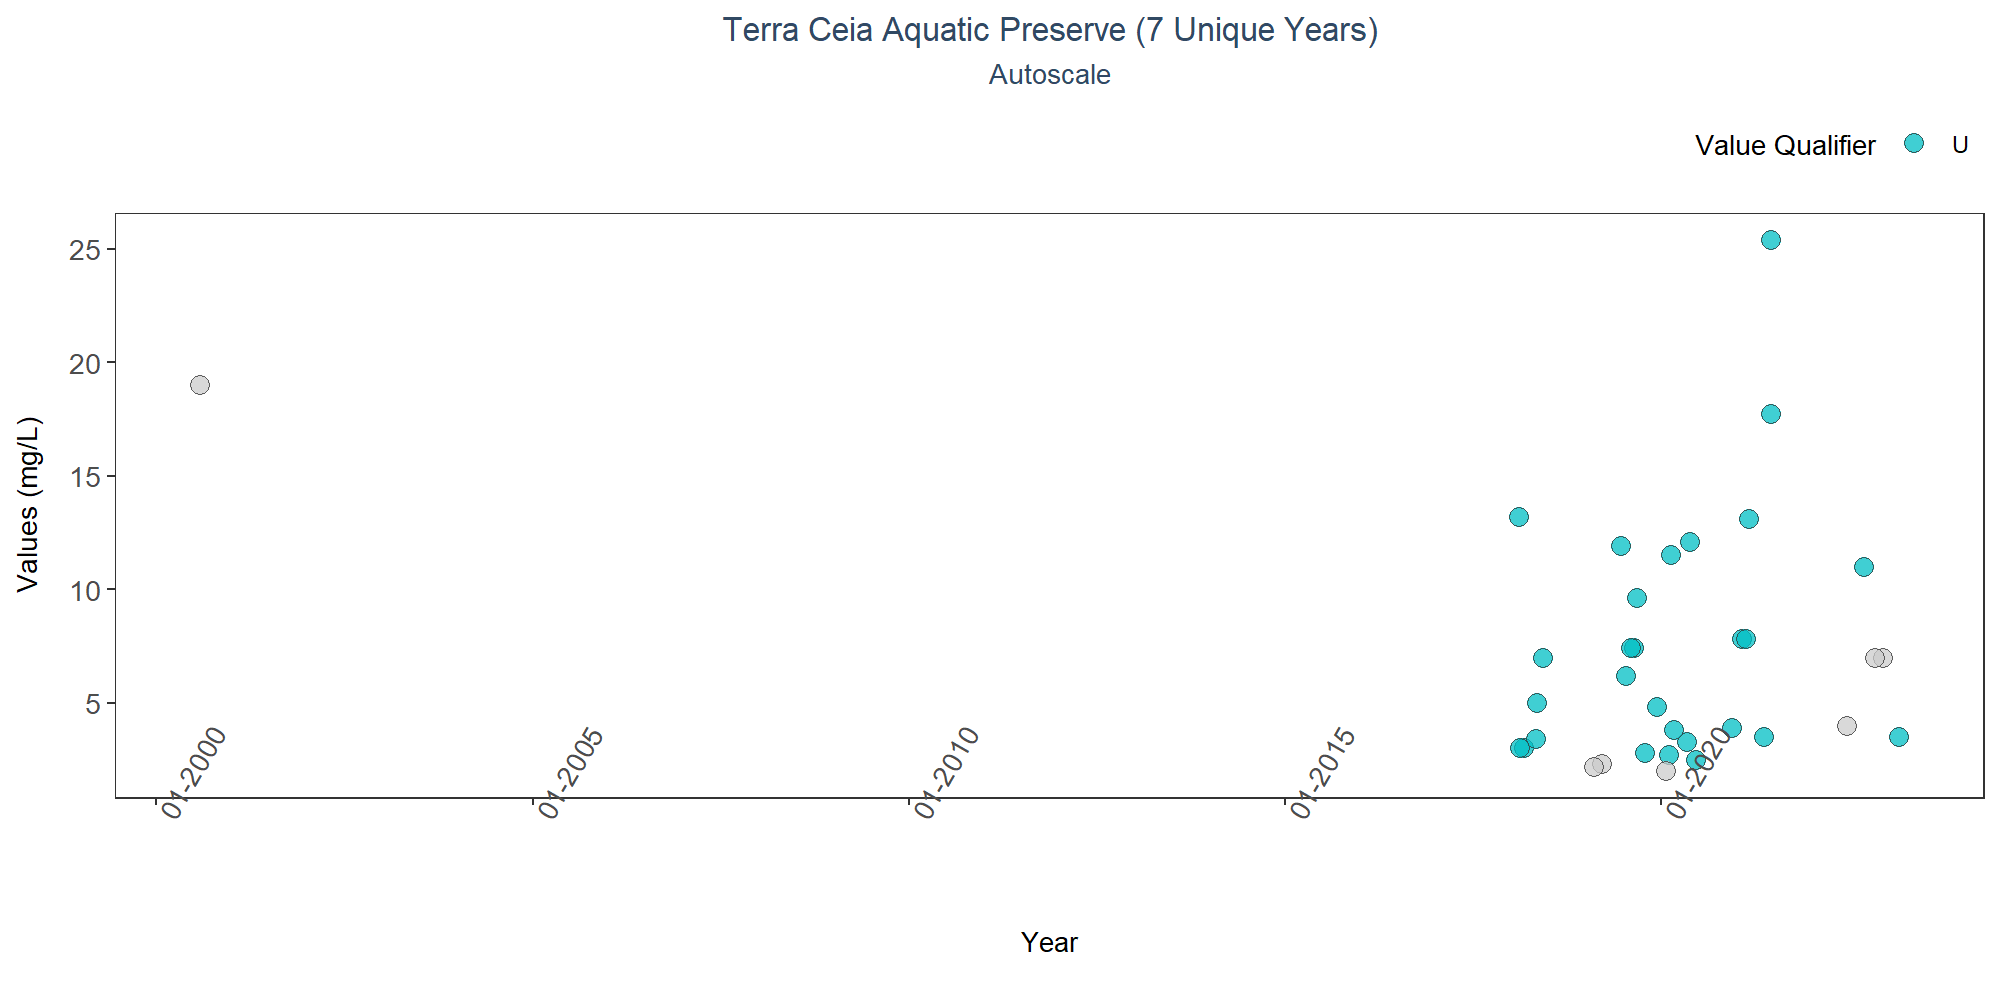 Terra Ceia Aquatic Preserve (7 Unique Years)
Autoscale
Value Qualifier U
25
20
15
10
5
Values (mg/L)
01-2000
01-2005
01-2010
01-2015
01-2020
Year